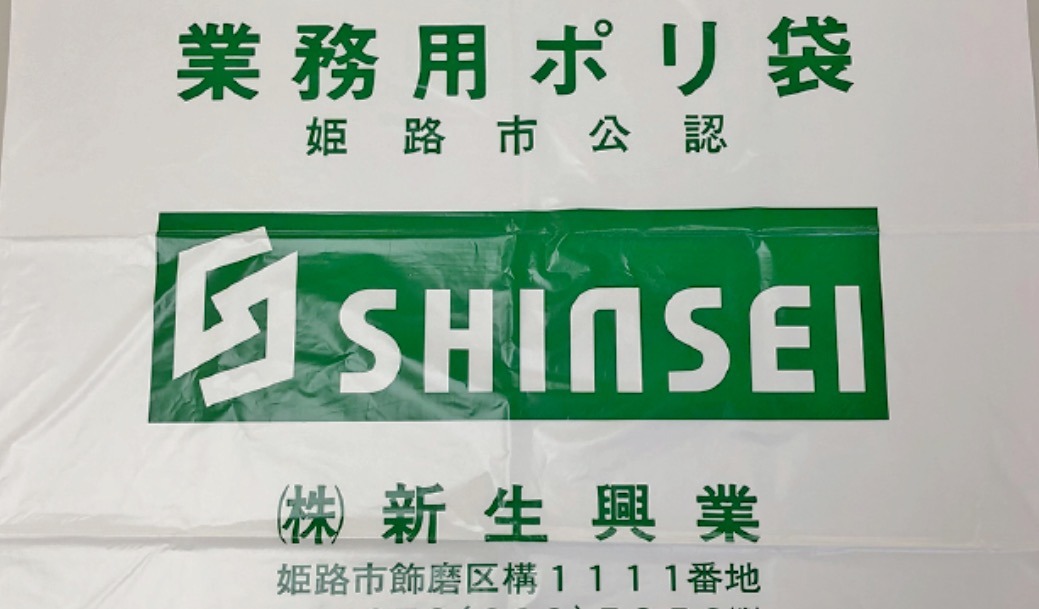 業務用ポリ袋
姫路市公認
SHINSEI
㈱新生興業
姫路市飾磨区構1111番地